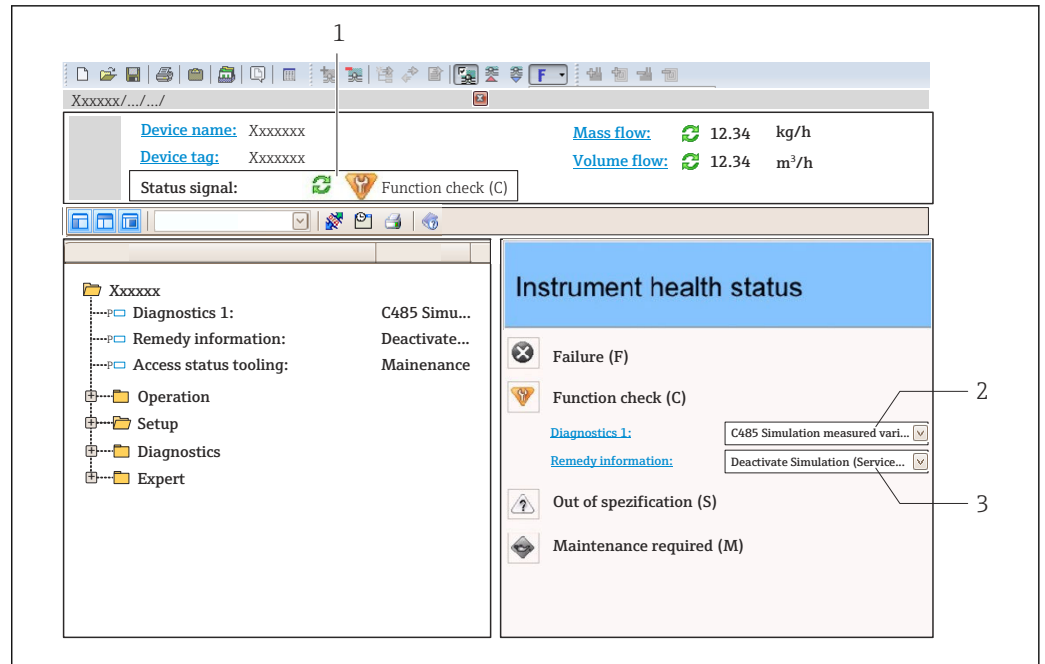 1
F
Xxxxxx/.../.../
Device name: Xxxxxxx
Mass flow: 12.34 kg/h
Device tag: Xxxxxxx
Volume flow: 12.34 m³/h
Status signal: Function check (C)
Xxxxxx
P Diagnostics 1: C485 Simu...
P Remedy information: Deactivate...
P Access status tooling: Mainenance
Operation
Setup
Diagnostics
Expert
Instrument health status
Failure (F)
Function check (C)
2
Diagnostics 1: C485 Simulation measured vari...
Remedy information: Deactivate Simulation (Service...
Out of spezification (S)
3
Maintenance required (M)